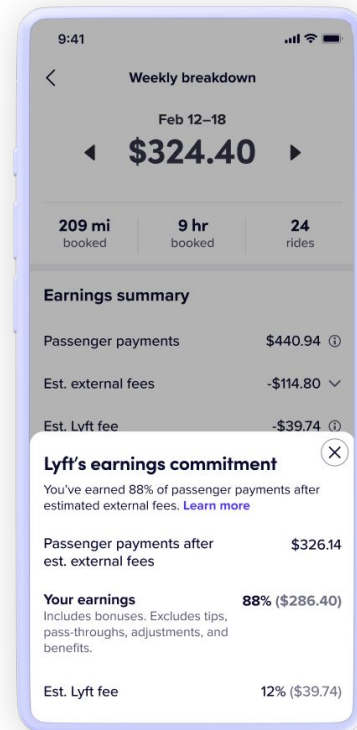 9:41
Weekly breakdown
Feb 12–18
$324.40
209 mi
booked
9 hr
booked
24
rides
Earnings summary
Passenger payments $440.94
Est. external fees -$114.80
Est. Lyft fee -$39.74
Lyft's earnings commitment
You've earned 88% of passenger payments after
estimated external fees. Learn more
Passenger payments after
est. external fees
$326.14
Your earnings 88% ($286.40)
Includes bonuses. Excludes tips,
pass-throughs, adjustments, and
benefits.
Est. Lyft fee 12% ($39.74)